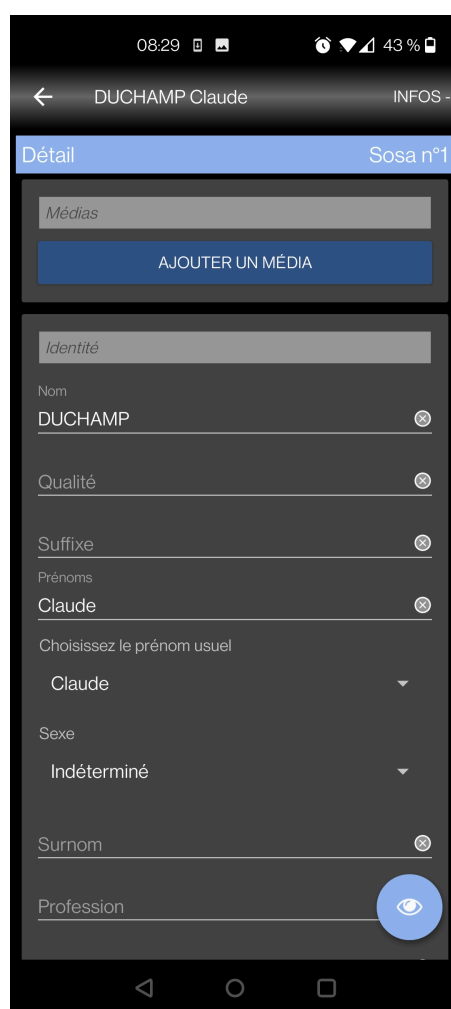 08:29 43 %
DUCHAMP Claude INFOS -
Détail Sosa n°1
Médias
AJOUTER UN MÉDIA
Identité
Nom
DUCHAMP
Qualité
Suffixe
Prénoms
Claude
Choisissez le prénom usuel
Claude
Sexe
Indéterminé
Surnom
Profession